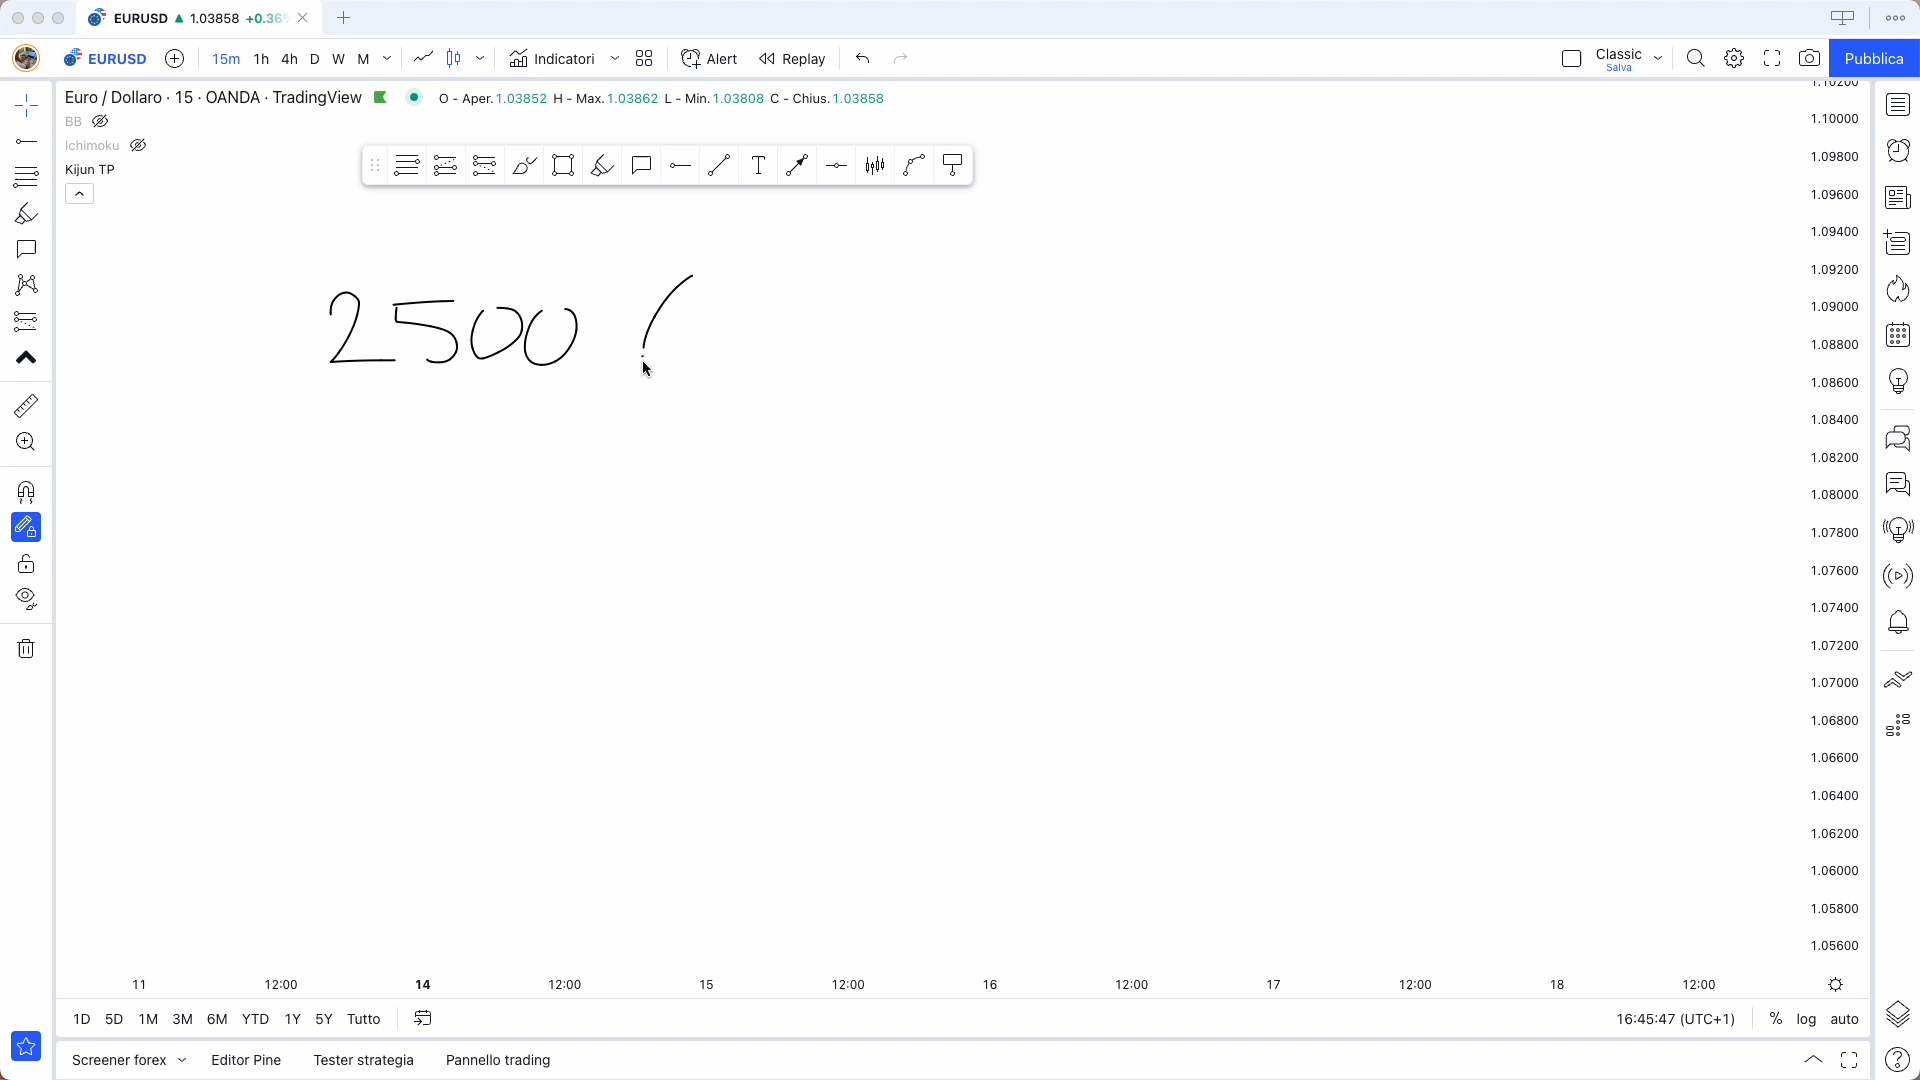 EURUSD ▲ 1.03858 +0.36%
EURUSD 15m 1h 4h D W M Indicatori Alert Replay Classic Salva Pubblica
Euro / Dollaro · 15 · OANDA · TradingView O - Aper.1.03852 H - Max.1.03862 L - Min.1.03808 C - Chius.1.03858
BB
Ichimoku
Kijun TP
T
2500 (
1.10200
1.10000
1.09800
1.09600
1.09400
1.09200
1.09000
1.08800
1.08600
1.08400
1.08200
1.08000
1.07800
1.07600
1.07400
1.07200
1.07000
1.06800
1.06600
1.06400
1.06200
1.06000
1.05800
1.05600
11 12:00 14 12:00 15 12:00 16 12:00 17 12:00 18 12:00
1D 5D 1M 3M 6M YTD 1Y 5Y Tutto 16:45:47 (UTC+1) % log auto
Screener forex Editor Pine Tester strategia Pannello trading